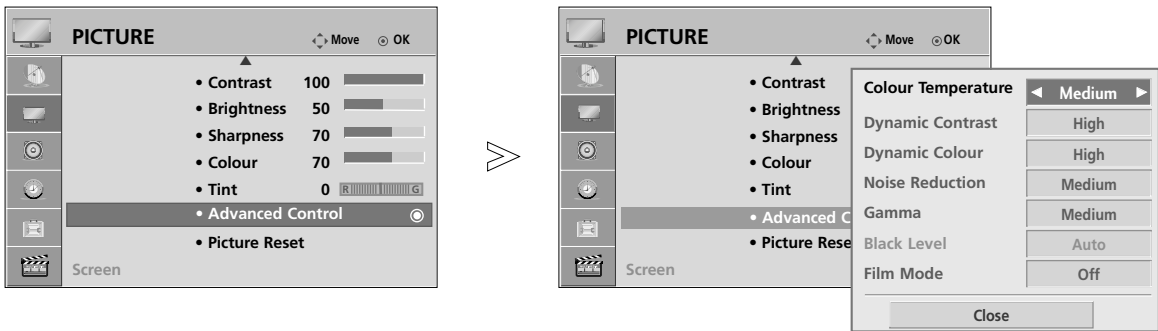 PICTURE Move OK
• Contrast 100
• Brightness 50
• Sharpness 70
• Colour 70
• Tint 0 R G
• Advanced Control
• Picture Reset
Screen
PICTURE Move OK
• Contrast
• Brightness
• Sharpness
• Colour
• Tint
• Advanced C
• Picture Rese
Screen
Colour Temperature Medium
Dynamic Contrast High
Dynamic Colour High
Noise Reduction Medium
Gamma Medium
Black Level Auto
Film Mode Off
Close